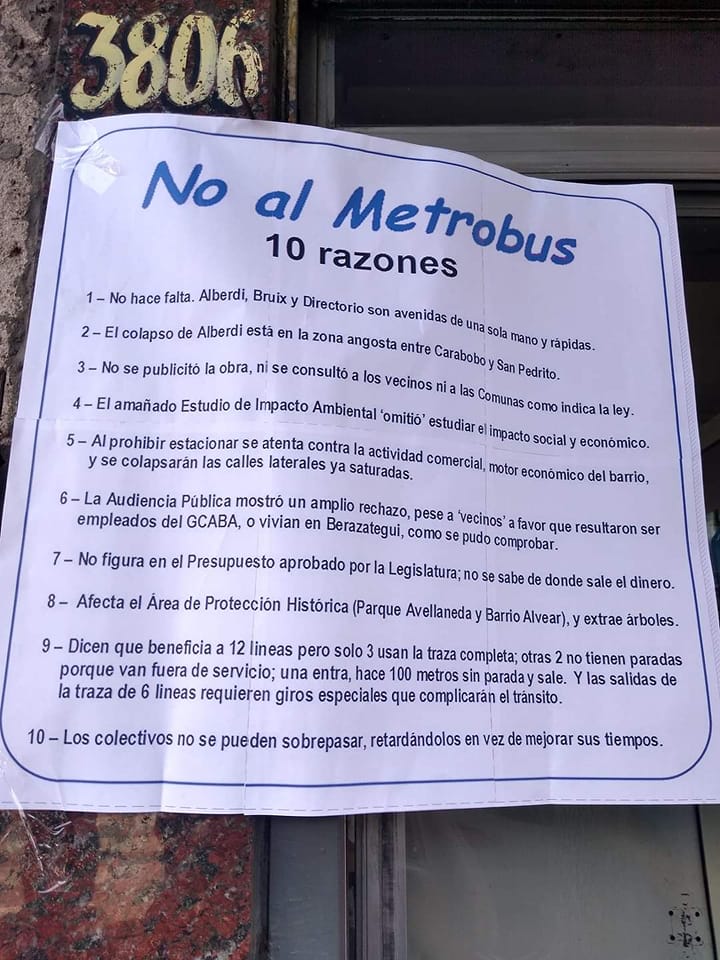 3806
No al Metrobus
10 razones
1 – No hace falta. Alberdi, Bruix y Directorio son avenidas de una sola mano y rápidas.
2 – El colapso de Alberdi está en la zona angosta entre Carabobo y San Pedrito.
3 – No se publicitó la obra, ni se consultó a los vecinos ni a las Comunas como indica la ley.
4 – El amañado Estudio de Impacto Ambiental ‘omitió’ estudiar el impacto social y económico.
5 – Al prohibir estacionar se atenta contra la actividad comercial, motor económico del barrio,
y se colapsarán las calles laterales ya saturadas.
6 – La Audiencia Pública mostró un amplio rechazo, pese a ‘vecinos’ a favor que resultaron ser
empleados del GCABA, o vivian en Berazategui, como se pudo comprobar.
7 – No figura en el Presupuesto aprobado por la Legislatura; no se sabe de donde sale el dinero.
8 – Afecta el Área de Protección Histórica (Parque Avellaneda y Barrio Alvear), y extrae árboles.
9 – Dicen que beneficia a 12 lineas pero solo 3 usan la traza completa; otras 2 no tienen paradas
porque van fuera de servicio; una entra, hace 100 metros sin parada y sale. Y las salidas de
la traza de 6 lineas requieren giros especiales que complicarán el tránsito.
10 – Los colectivos no se pueden sobrepasar, retardándolos en vez de mejorar sus tiempos.